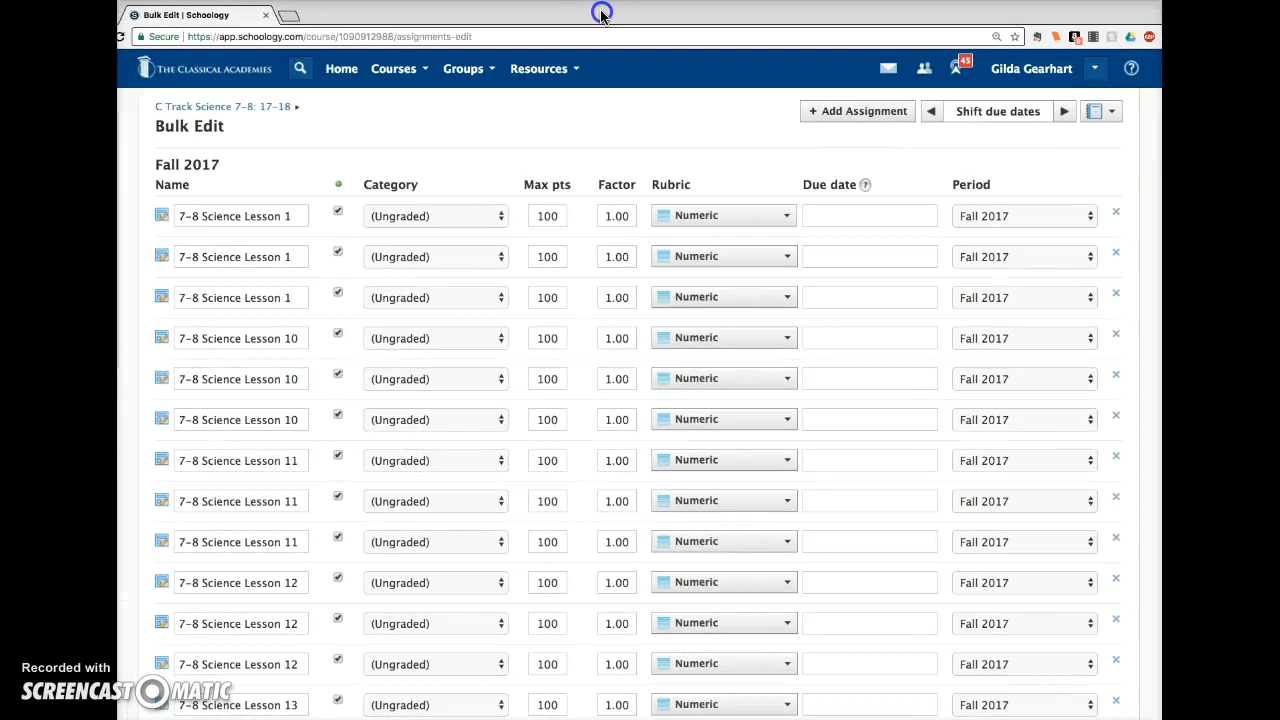 Bulk Edit | Schoology
Secure https://app.schoology.com/course/1090912988/assignments-edit
THE CLASSICAL ACADEMIES Home Courses Groups Resources 45 Gilda Gearhart
C Track Science 7-8: 17-18
+ Add Assignment Shift due dates
Bulk Edit
Fall 2017
Name Category Max pts Factor Rubric Due date ? Period
7-8 Science Lesson 1 (Ungraded) 100 1.00 Numeric Fall 2017
7-8 Science Lesson 1 (Ungraded) 100 1.00 Numeric Fall 2017
7-8 Science Lesson 1 (Ungraded) 100 1.00 Numeric Fall 2017
7-8 Science Lesson 10 (Ungraded) 100 1.00 Numeric Fall 2017
7-8 Science Lesson 10 (Ungraded) 100 1.00 Numeric Fall 2017
7-8 Science Lesson 10 (Ungraded) 100 1.00 Numeric Fall 2017
7-8 Science Lesson 11 (Ungraded) 100 1.00 Numeric Fall 2017
7-8 Science Lesson 11 (Ungraded) 100 1.00 Numeric Fall 2017
7-8 Science Lesson 11 (Ungraded) 100 1.00 Numeric Fall 2017
7-8 Science Lesson 12 (Ungraded) 100 1.00 Numeric Fall 2017
7-8 Science Lesson 12 (Ungraded) 100 1.00 Numeric Fall 2017
7-8 Science Lesson 12 (Ungraded) 100 1.00 Numeric Fall 2017
7-8 Science Lesson 13 (Ungraded) 100 1.00 Numeric Fall 2017
Recorded with
SCREENCAST-O-MATIC